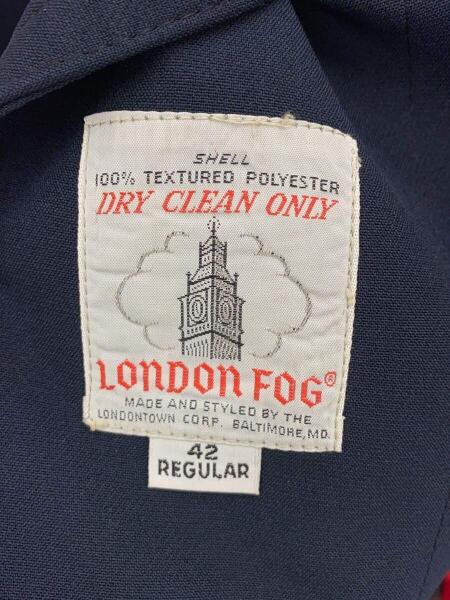 SHELL
100% TEXTURED POLYESTER
DRY CLEAN ONLY
LONDON FOG®
MADE AND STYLED BY THE
LONDONTOWN CORP. BALTIMORE, MD.
42
REGULAR